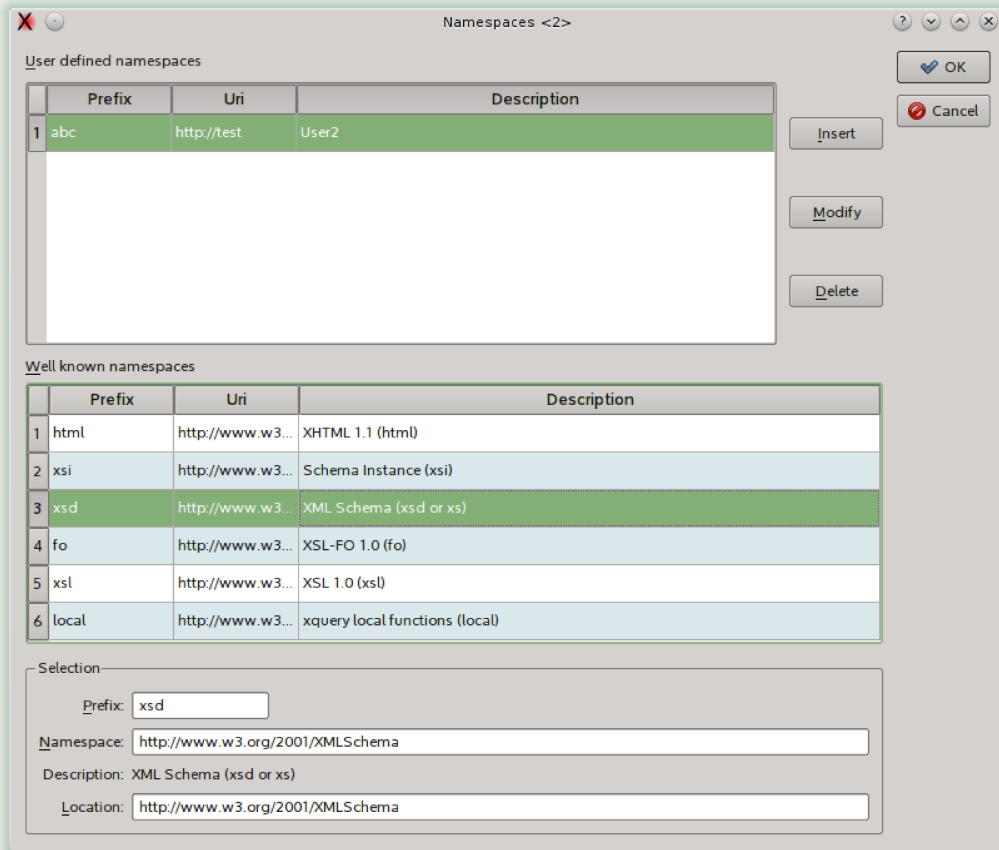 Namespaces <2>
User defined namespaces
OK
Prefix Uri Description
Cancel
1 abc http://test User2
Insert
Modify
Delete
Well known namespaces
Prefix Uri Description
1 html http://www.w3... XHTML 1.1 (html)
2 xsi http://www.w3... Schema Instance (xsi)
3 xsd http://www.w3... XML Schema (xsd or xs)
4 fo http://www.w3... XSL-FO 1.0 (fo)
5 xsl http://www.w3... XSL 1.0 (xsl)
6 local http://www.w3... xquery local functions (local)
Selection
Prefix: xsd
Namespace: http://www.w3.org/2001/XMLSchema
Description: XML Schema (xsd or xs)
Location: http://www.w3.org/2001/XMLSchema